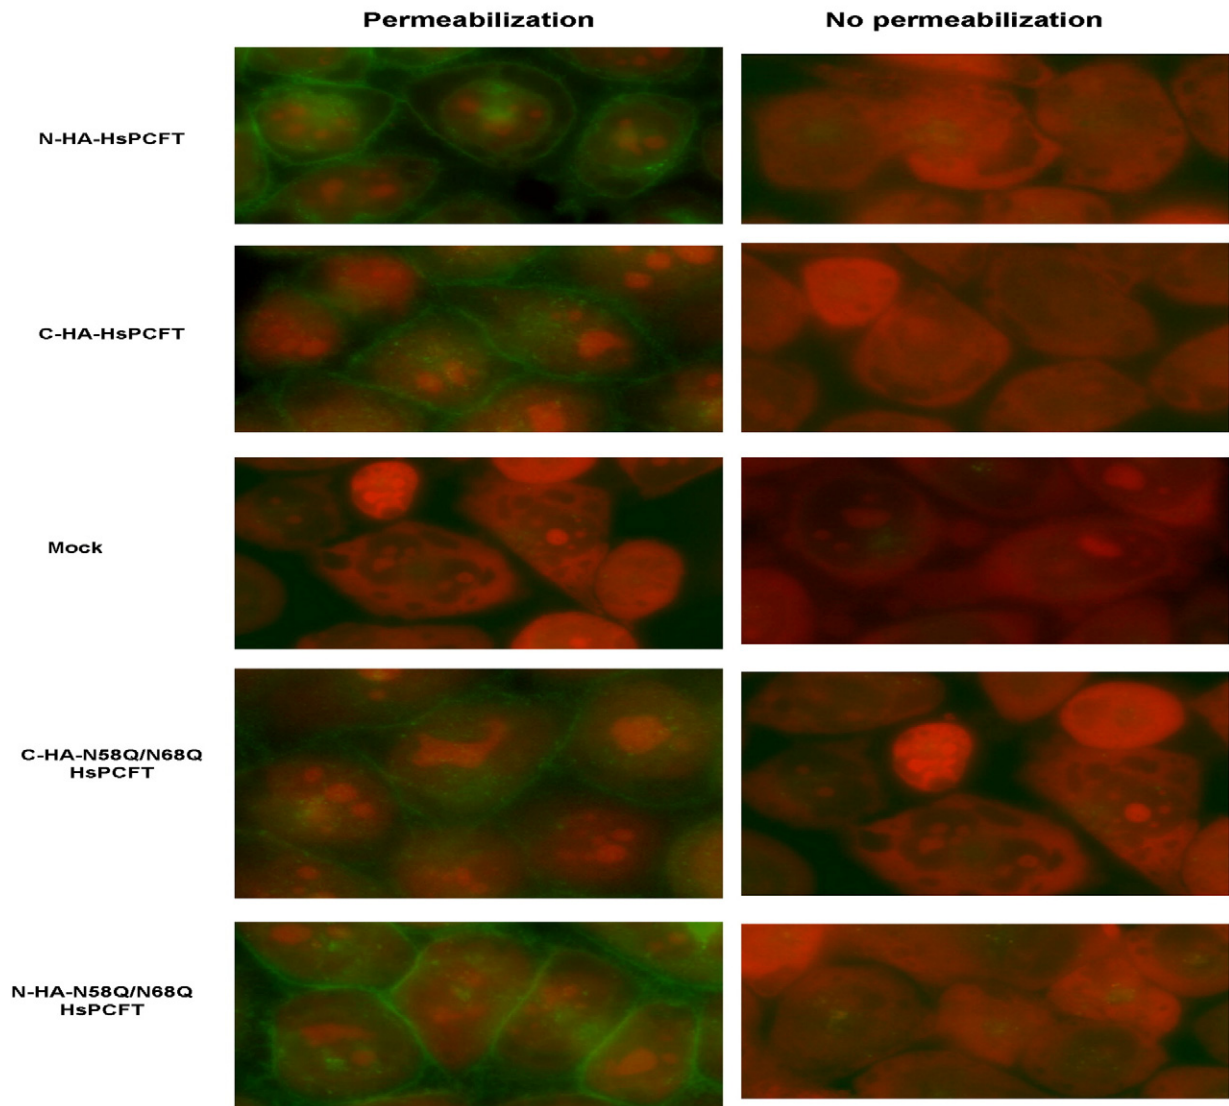 Permeabilization
No permeabilization
N-HA-HsPCFT
C-HA-HsPCFT
Mock
C-HA-N58Q/N68Q
HsPCFT
N-HA-N58Q/N68Q
HsPCFT